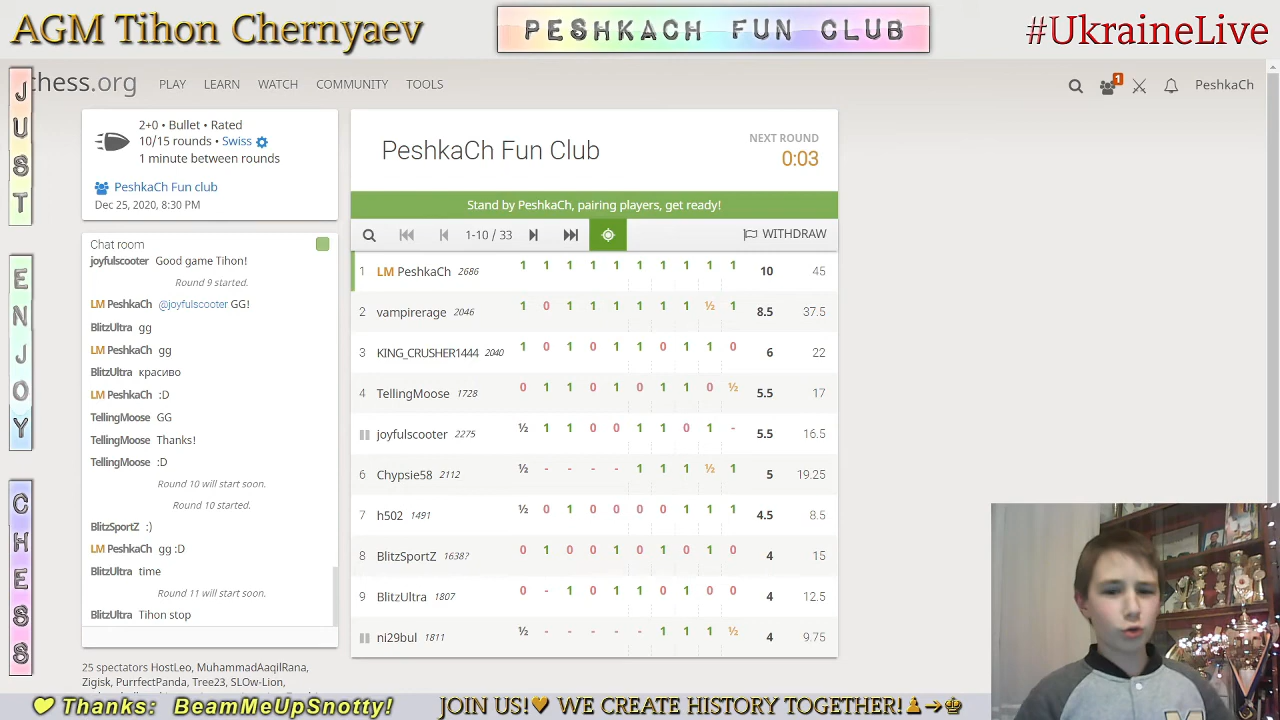 AGM Tihon Chernyaev
PESHKACH FUN CLUB
#UkraineLive
JUST
ENJOY
CHESS
chess.org
PLAY LEARN WATCH COMMUNITY TOOLS
1
PeshkaCh
2+0 • Bullet • Rated
10/15 rounds • Swiss
1 minute between rounds
PeshkaCh Fun club
Dec 25, 2020, 8:30 PM
Chat room
joyfulscooter Good game Tihon!
Round 9 started.
LM PeshkaCh @joyfulscooter GG!
BlitzUltra gg
LM PeshkaCh gg
BlitzUltra красиво
LM PeshkaCh :D
TellingMoose GG
TellingMoose Thanks!
TellingMoose :D
Round 10 will start soon.
Round 10 started.
BlitzSportZ :)
LM PeshkaCh gg :D
BlitzUltra time
Round 11 will start soon.
BlitzUltra Tihon stop
25 spectators HostLeo, MuhammadAaqilRana,
Zigisk, PurrfectPanda, Tree23, SLOw-Lion,
PeshkaCh Fun Club
NEXT ROUND
0:03
Stand by PeshkaCh, pairing players, get ready!
1-10 / 33
WITHDRAW
1 LM PeshkaCh 2686 1 1 1 1 1 1 1 1 1 1 10 45
2 vampirerage 2046 1 0 1 1 1 1 1 1 ½ 1 8.5 37.5
3 KING_CRUSHER1444 2040 1 0 1 0 1 1 0 1 1 0 6 22
4 TellingMoose 1728 0 1 1 0 1 0 1 1 0 ½ 5.5 17
joyfulscooter 2275 ½ 1 1 0 0 1 1 0 1 - 5.5 16.5
6 Chypsie58 2112 ½ - - - - 1 1 1 ½ 1 5 19.25
7 h502 1491 ½ 0 1 0 0 0 0 1 1 1 4.5 8.5
8 BlitzSportZ 1638? 0 1 0 0 1 0 1 0 1 0 4 15
9 BlitzUltra 1807 0 - 1 0 1 1 0 1 0 0 4 12.5
ni29bul 1811 ½ - - - - - 1 1 1 ½ 4 9.75
Thanks: BeamMeUpSnotty!
JOIN US!♥ WE CREATE HISTORY TOGETHER!♟→♚